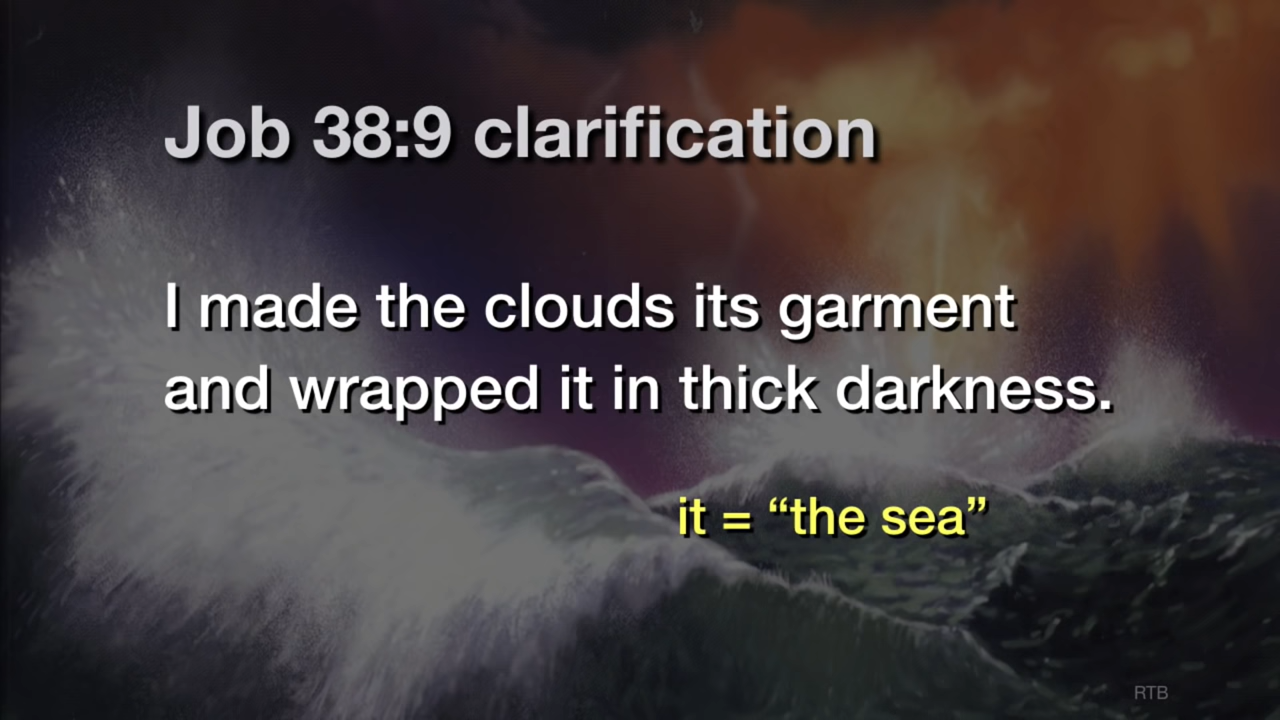 Job 38:9 clarification
I made the clouds its garment
and wrapped it in thick darkness.
it = “the sea”
RTB